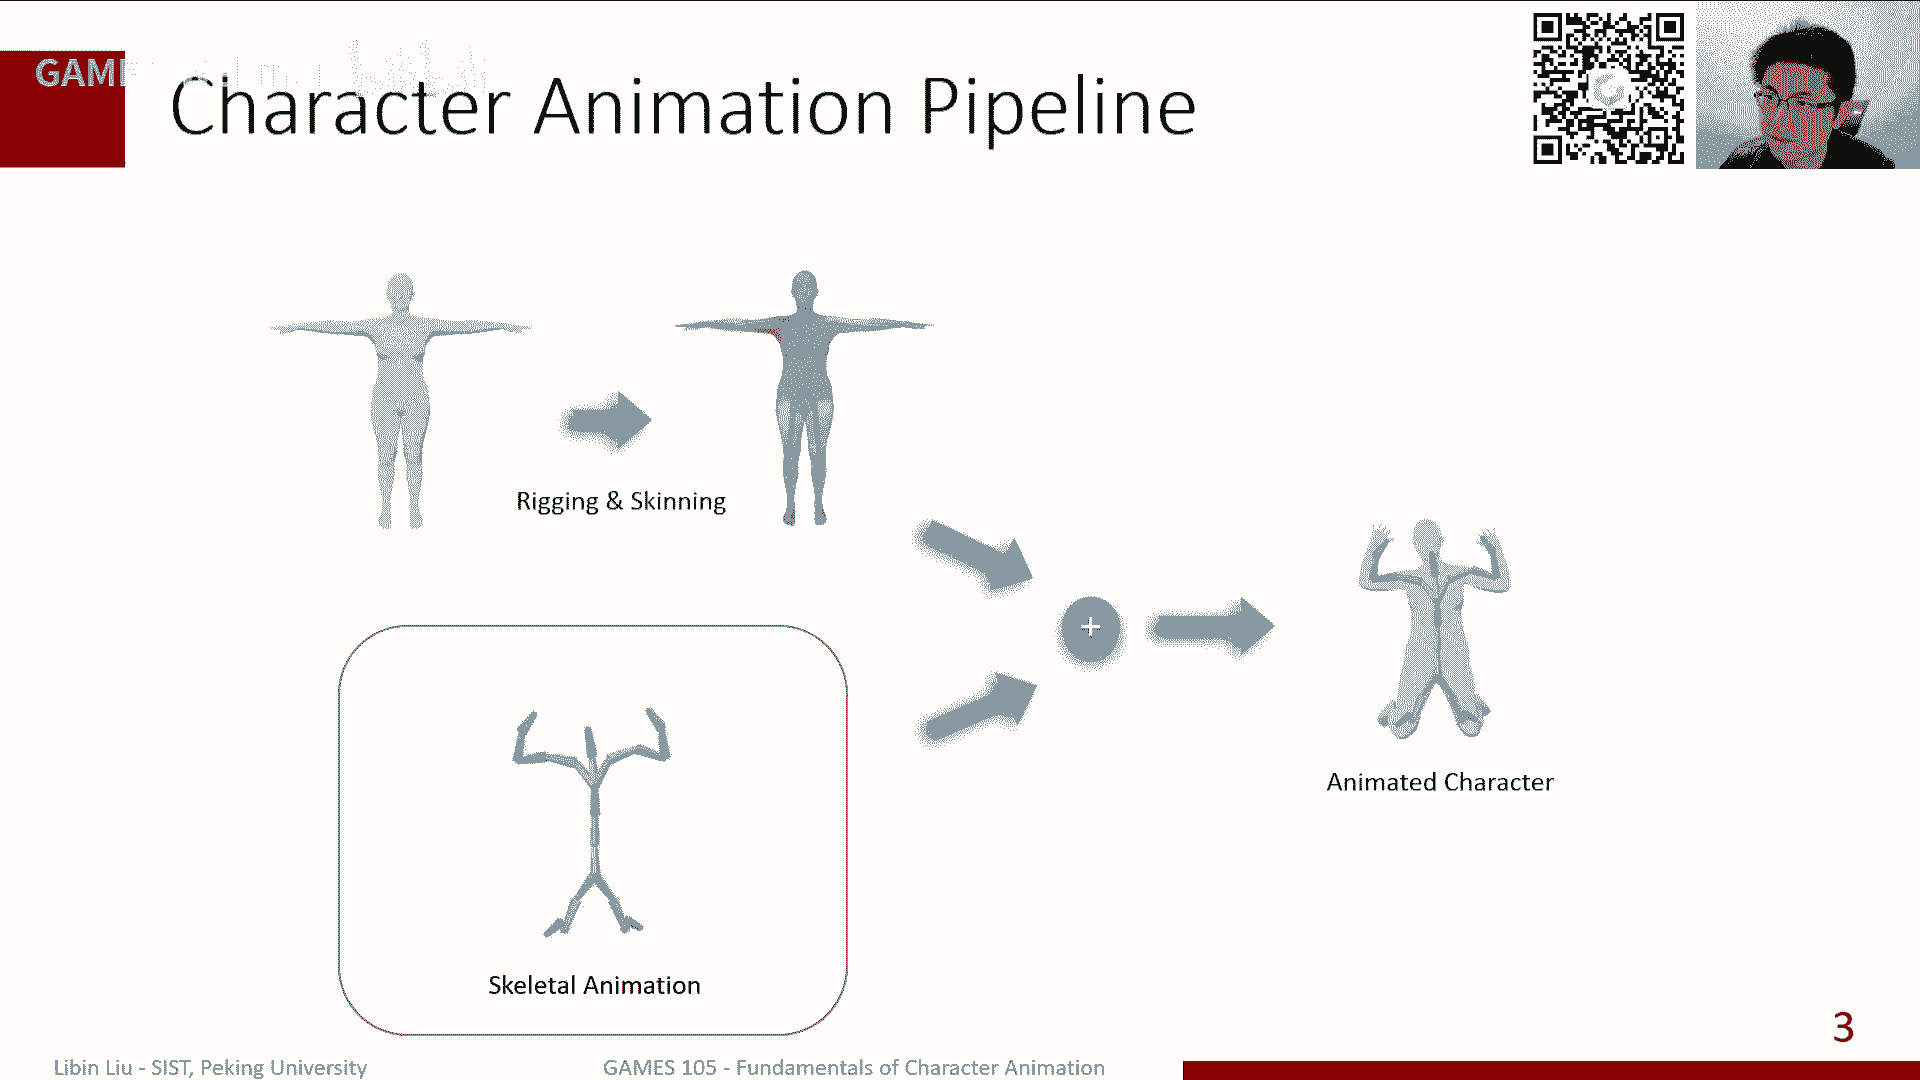 GAME
Character Animation Pipeline
Rigging & Skinning
+
Animated Character
Skeletal Animation
3
Libin Liu - SIST, Peking University
GAMES 105 - Fundamentals of Character Animation